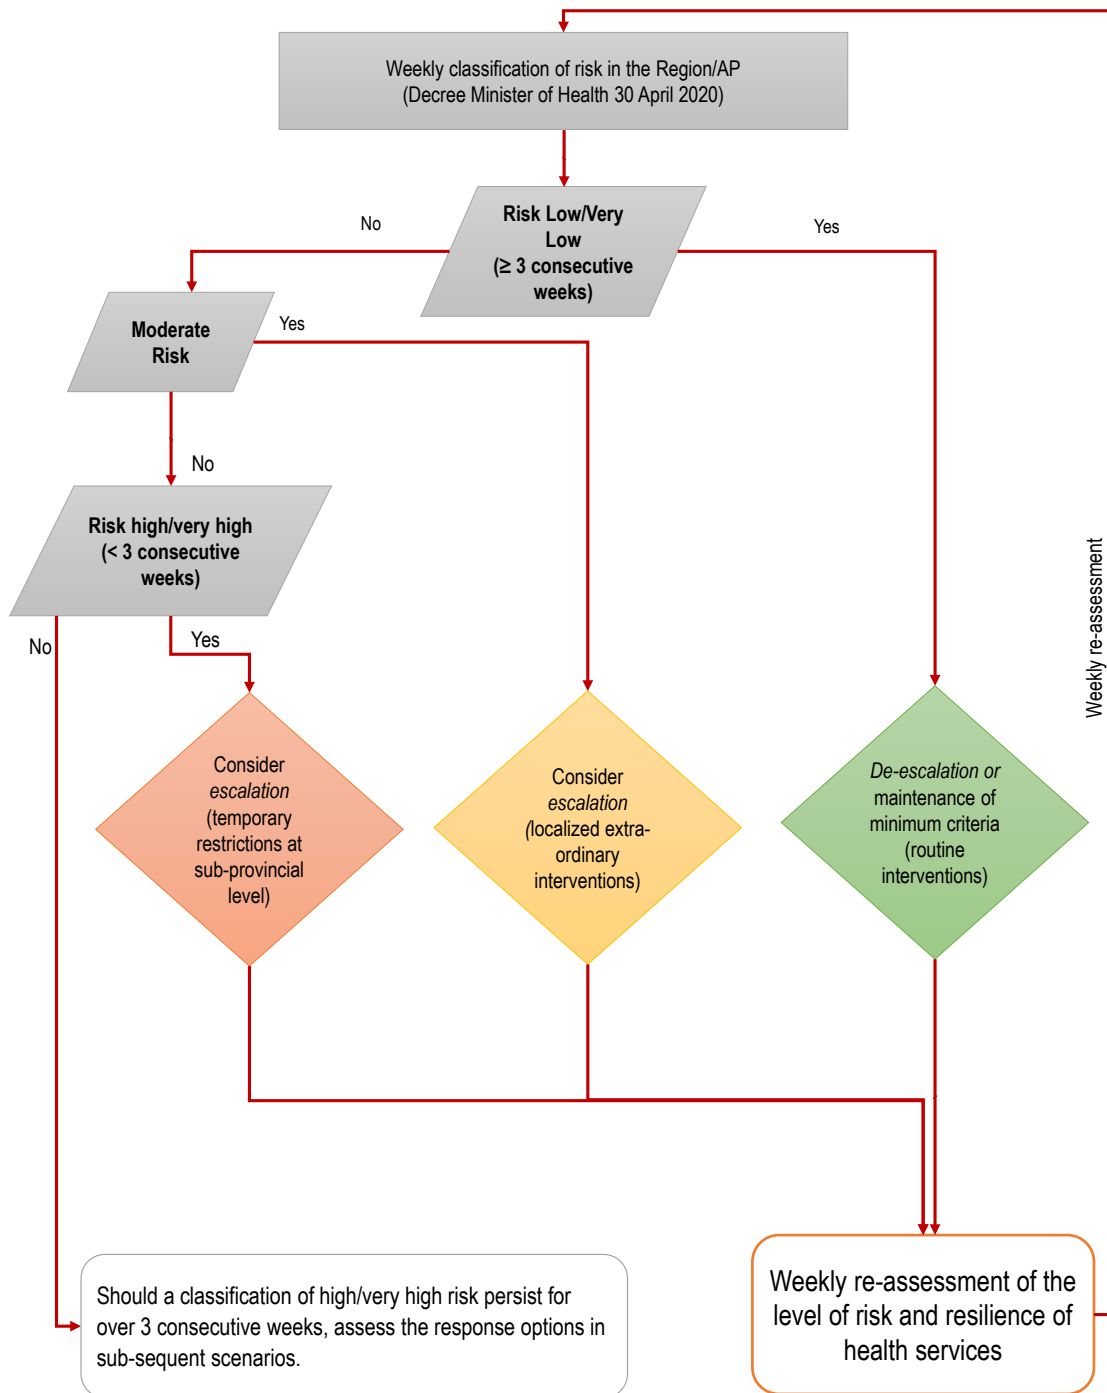 Weekly classification of risk in the Region/AP
(Decree Minister of Health 30 April 2020)
Risk Low/Very
Low
(≥ 3 consecutive
weeks)
No
Yes
Moderate
Risk
Yes
No
Risk high/very high
(< 3 consecutive
weeks)
No
Yes
Weekly re-assessment
Consider
escalation
(temporary
restrictions at
sub-provincial
level)
Consider
escalation
(localized extra-
ordinary
interventions)
De-escalation or
maintenance of
minimum criteria
(routine
interventions)
Should a classification of high/very high risk persist for
over 3 consecutive weeks, assess the response options in
sub-sequent scenarios.
Weekly re-assessment of the
level of risk and resilience of
health services